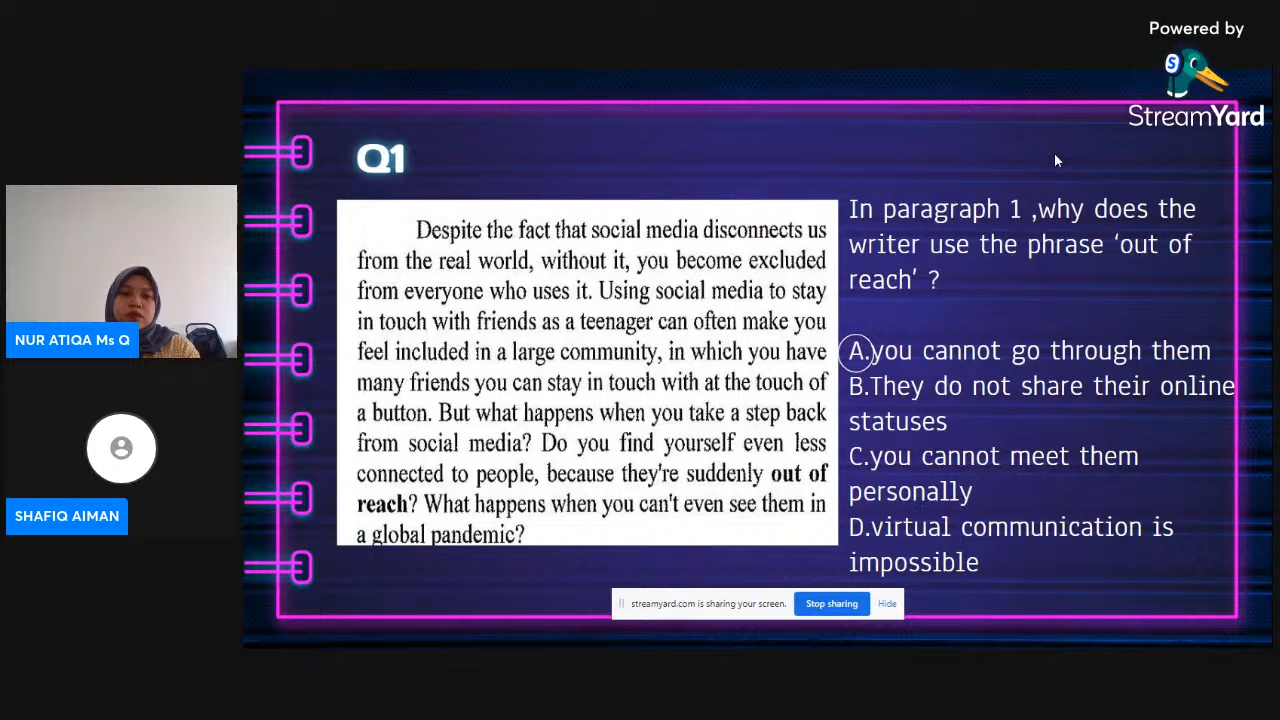 Powered by
StreamYard
Q1
Despite the fact that social media disconnects us
from the real world, without it, you become excluded
from everyone who uses it. Using social media to stay
in touch with friends as a teenager can often make you
feel included in a large community, in which you have
many friends you can stay in touch with at the touch of
a button. But what happens when you take a step back
from social media? Do you find yourself even less
connected to people, because they're suddenly out of
reach? What happens when you can't even see them in
a global pandemic?
In paragraph 1 ,why does the
writer use the phrase ‘out of
reach’ ?
A.you cannot go through them
B.They do not share their online
statuses
C.you cannot meet them
personally
D.virtual communication is
impossible
NUR ATIQA Ms Q
SHAFIQ AIMAN
streamyard.com is sharing your screen.
Stop sharing
Hide